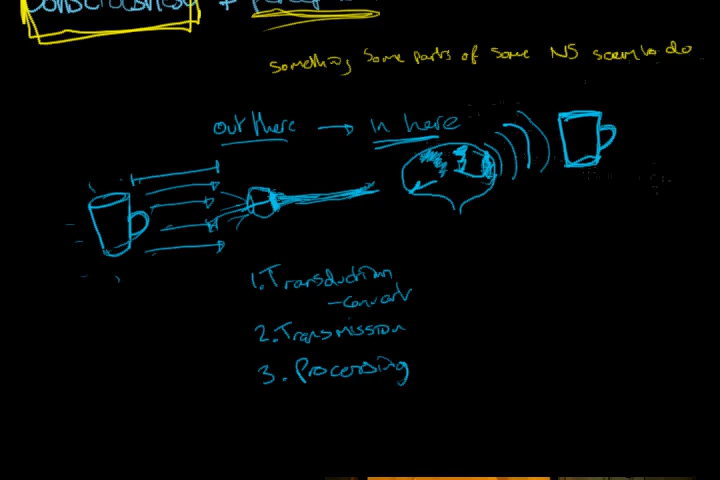 Consciousness +
something some parts of some NS seem to do
out there → in here
1. Transduction
- convert
2. Transmission
3. Processing